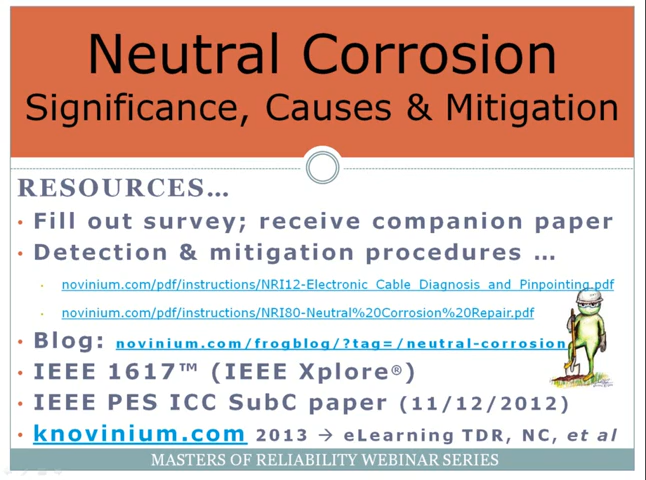 Neutral Corrosion
Significance, Causes & Mitigation
RESOURCES…
• Fill out survey; receive companion paper
• Detection & mitigation procedures …
• novinium.com/pdf/instructions/NRI12-Electronic_Cable_Diagnosis_and_Pinpointing.pdf
• novinium.com/pdf/instructions/NRI80-Neutral%20Corrosion%20Repair.pdf
• Blog: novinium.com/frogblog/?tag=/neutral-corrosion
• IEEE 1617™ (IEEE Xplore®)
• IEEE PES ICC SubC paper (11/12/2012)
• knovinium.com 2013 → eLearning TDR, NC, et al
MASTERS OF RELIABILITY WEBINAR SERIES